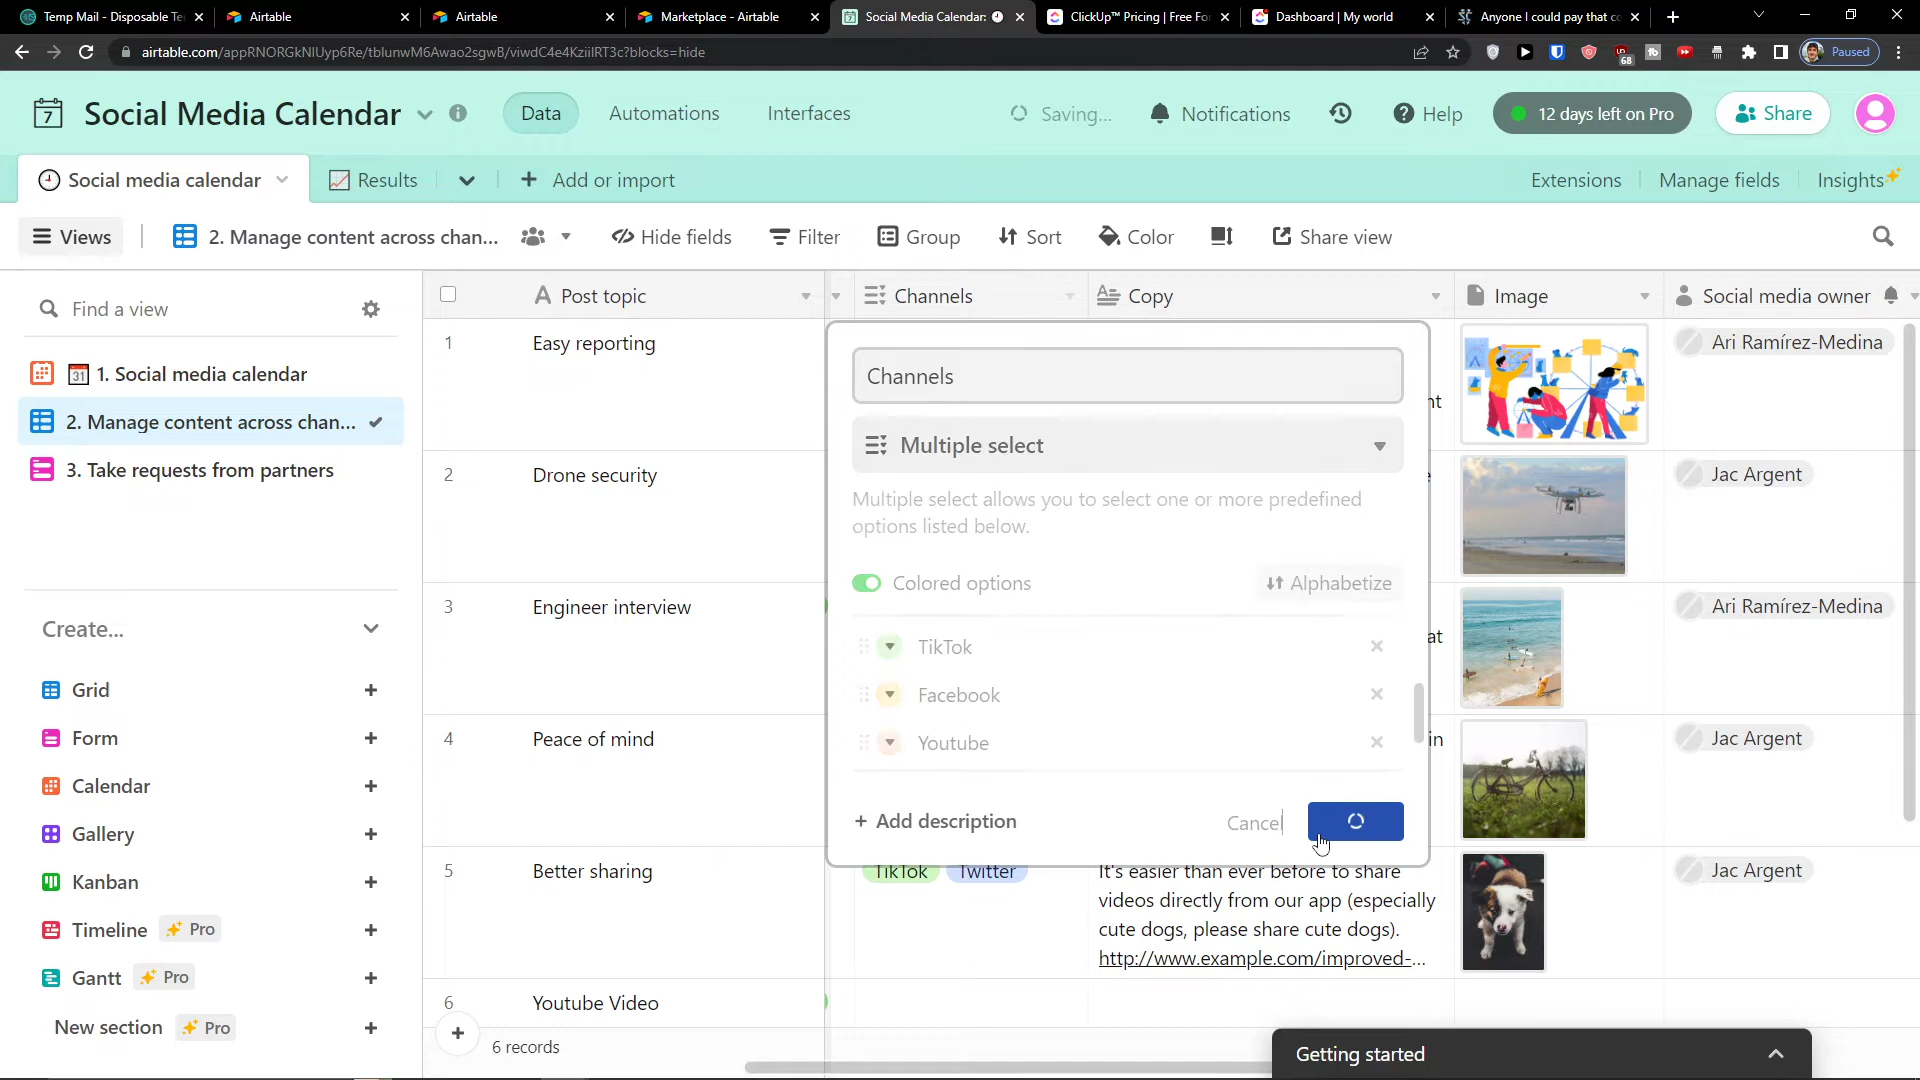 Temp Mail - Disposable Te
Airtable
Airtable
Marketplace - Airtable
Social Media Calendar:
ClickUp™ Pricing | Free Fo
Dashboard | My world
Anyone I could pay that co
airtable.com/appRNORGkNIUyp6Re/tblunwM6Awao2sgwB/viwdC4e4KziilRT3c?blocks=hide
68
Paused
7
Social Media Calendar
Data
Automations
Interfaces
Saving...
Notifications
Help
12 days left on Pro
Share
Social media calendar
Results
Add or import
Extensions
Manage fields
Insights
Views
2. Manage content across chan...
Hide fields
Filter
Group
Sort
Color
Share view
Find a view
31 1. Social media calendar
2. Manage content across chan...
3. Take requests from partners
Create...
Grid
Form
Calendar
Gallery
Kanban
Timeline
Pro
Gantt
Pro
New section
Pro
Post topic
Channels
Copy
Image
Social media owner
1
Easy reporting
Ari Ramírez-Medina
nt
2
Drone security
Jac Argent
3
Engineer interview
Ari Ramírez-Medina
at
4
Peace of mind
Jac Argent
in
Channels
Multiple select
Multiple select allows you to select one or more predefined
options listed below.
Colored options
Alphabetize
TikTok
Facebook
Youtube
+ Add description
Cancel
5
Better sharing
TikTok
Twitter
It's easier than ever before to share
videos directly from our app (especially
cute dogs, please share cute dogs).
http://www.example.com/improved-...
Jac Argent
6
Youtube Video
6 records
Getting started